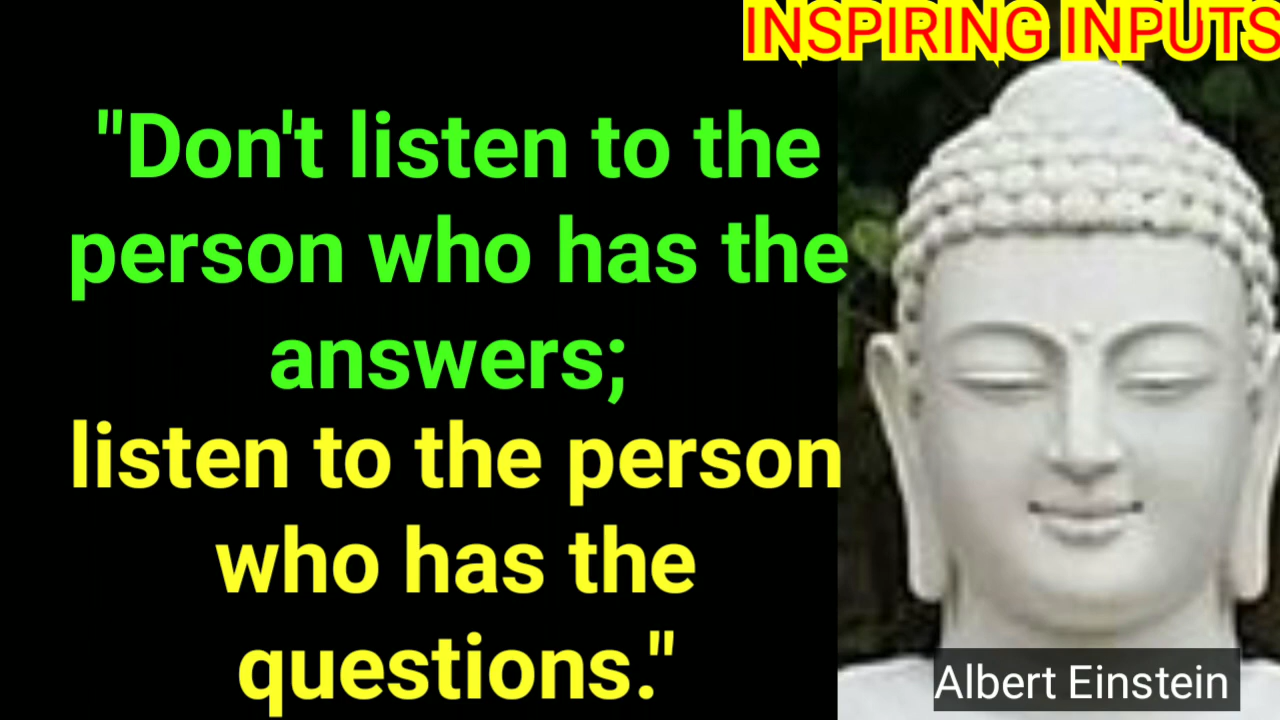 INSPIRING INPUTS
"Don't listen to the
person who has the
answers;
listen to the person
who has the
questions."
Albert Einstein